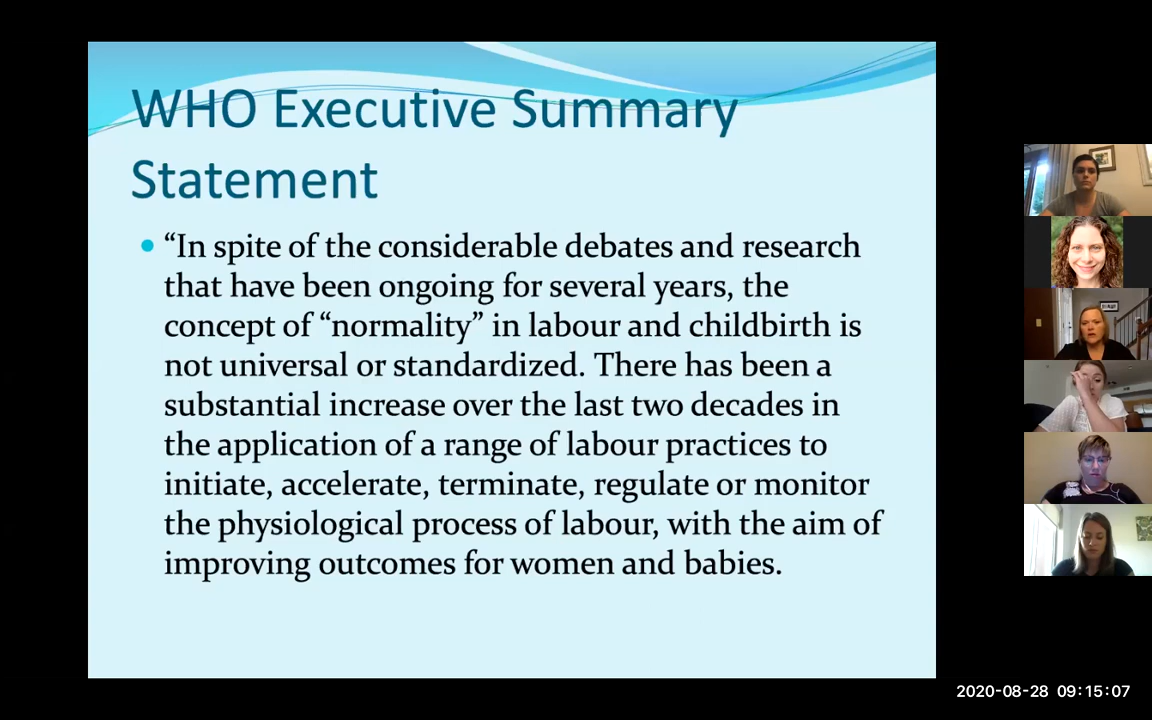 WHO Executive Summary
Statement
• “In spite of the considerable debates and research
that have been ongoing for several years, the
concept of “normality” in labour and childbirth is
not universal or standardized. There has been a
substantial increase over the last two decades in
the application of a range of labour practices to
initiate, accelerate, terminate, regulate or monitor
the physiological process of labour, with the aim of
improving outcomes for women and babies.
2020-08-28 09:15:07